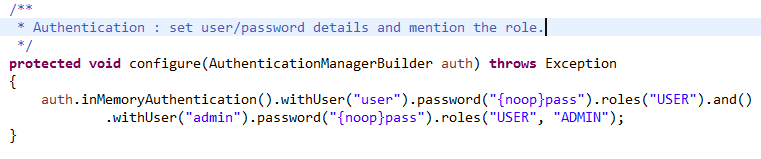 /**
 * Authentication : set user/password details and mention the role.
 */
protected void configure(AuthenticationManagerBuilder auth) throws Exception
{
    auth.inMemoryAuthentication().withUser("user").password("{noop}pass").roles("USER").and()
            .withUser("admin").password("{noop}pass").roles("USER", "ADMIN");
}